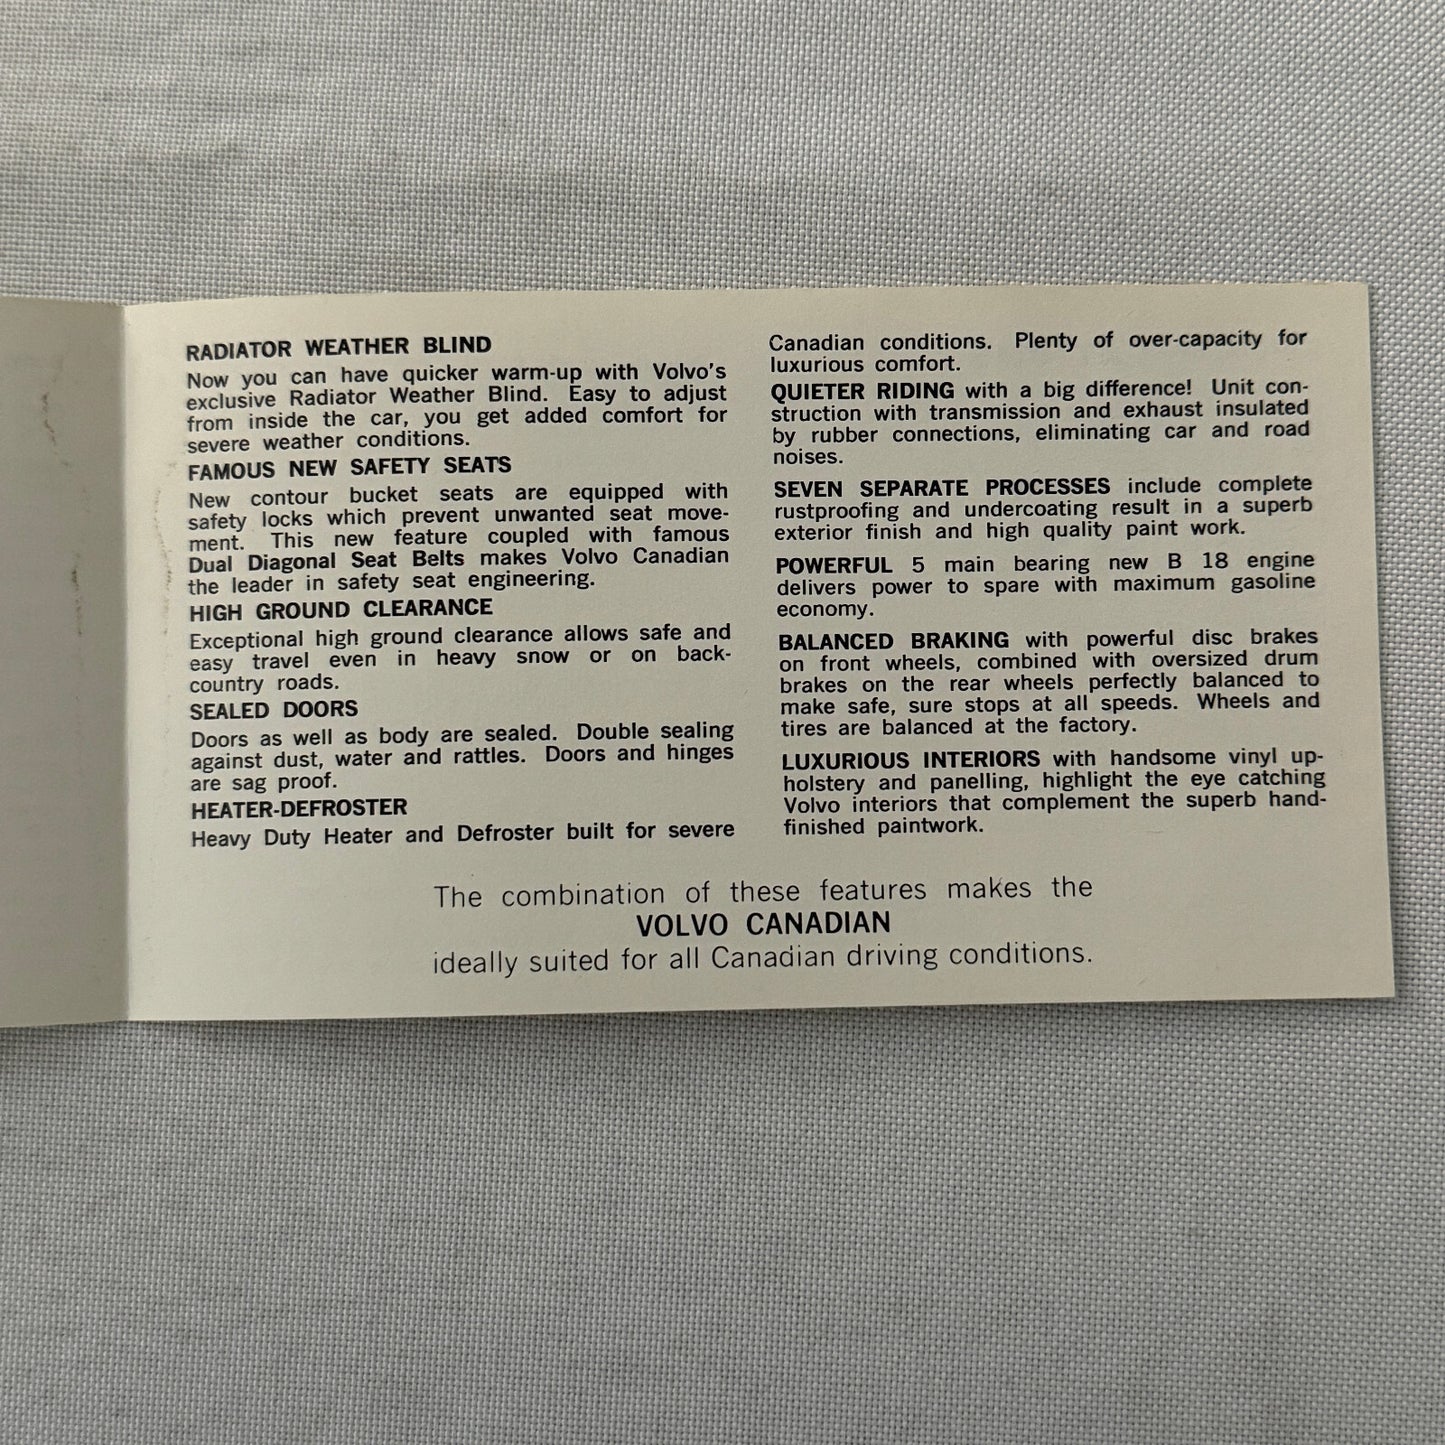 RADIATOR WEATHER BLIND
Now you can have quicker warm-up with Volvo's
exclusive Radiator Weather Blind. Easy to adjust
from inside the car, you get added comfort for
severe weather conditions.
FAMOUS NEW SAFETY SEATS
New contour bucket seats are equipped with
safety locks which prevent unwanted seat move-
ment. This new feature coupled with famous
Dual Diagonal Seat Belts makes Volvo Canadian
the leader in safety seat engineering.
HIGH GROUND CLEARANCE
Exceptional high ground clearance allows safe and
easy travel even in heavy snow or on back-
country roads.
SEALED DOORS
Doors as well as body are sealed. Double sealing
against dust, water and rattles. Doors and hinges
are sag proof.
HEATER-DEFROSTER
Heavy Duty Heater and Defroster built for severe
Canadian conditions. Plenty of over-capacity for
luxurious comfort.
QUIETER RIDING with a big difference! Unit con-
struction with transmission and exhaust insulated
by rubber connections, eliminating car and road
noises.
SEVEN SEPARATE PROCESSES include complete
rustproofing and undercoating result in a superb
exterior finish and high quality paint work.
POWERFUL 5 main bearing new B 18 engine
delivers power to spare with maximum gasoline
economy.
BALANCED BRAKING with powerful disc brakes
on front wheels, combined with oversized drum
brakes on the rear wheels perfectly balanced to
make safe, sure stops at all speeds. Wheels and
tires are balanced at the factory.
LUXURIOUS INTERIORS with handsome vinyl up-
holstery and panelling, highlight the eye catching
Volvo interiors that complement the superb hand-
finished paintwork.
The combination of these features makes the
VOLVO CANADIAN
ideally suited for all Canadian driving conditions.